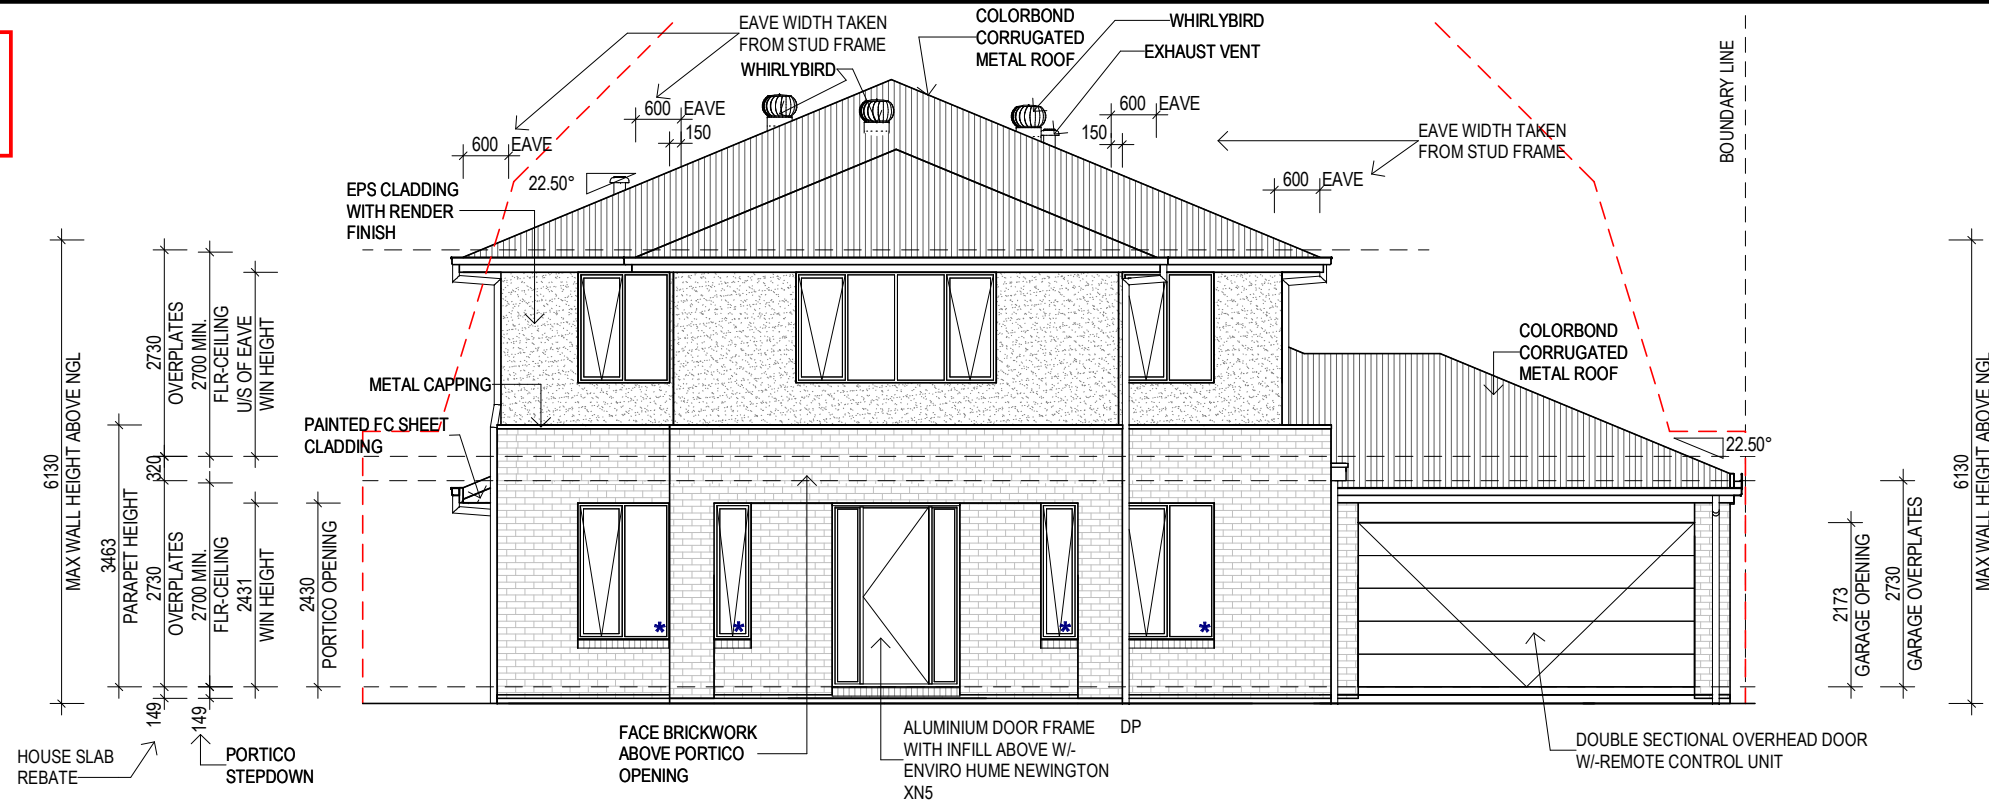 EAVE WIDTH TAKEN
FROM STUD FRAME
COLORBOND
CORRUGATED
METAL ROOF
WHIRLYBIRD
EXHAUST VENT
WHIRLYBIRD
BOUNDARY LINE
600 EAVE
150
600 EAVE
600 EAVE
150
EAVE WIDTH TAKEN
FROM STUD FRAME
600 EAVE
22.50°
EPS CLADDING
WITH RENDER
FINISH
METAL CAPPING
PAINTED FC SHEET
CLADDING
COLORBOND
CORRUGATED
METAL ROOF
22.50°
6130
MAX WALL HEIGHT ABOVE NGL
3463
PARAPET HEIGHT
2730
OVERPLATES
320
2730
OVERPLATES
149
2700 MIN.
FLR-CEILING
2700 MIN.
FLR-CEILING
149
U/S OF EAVE
WIN HEIGHT
2431
WIN HEIGHT
2430
PORTICO OPENING
*
*
*
*
2173
GARAGE OPENING
2730
GARAGE OVERPLATES
6130
MAX WALL HEIGHT ABOVE NGL
HOUSE SLAB
REBATE
PORTICO
STEPDOWN
FACE BRICKWORK
ABOVE PORTICO
OPENING
ALUMINIUM DOOR FRAME
WITH INFILL ABOVE W/-
ENVIRO HUME NEWINGTON
XN5
DP
DOUBLE SECTIONAL OVERHEAD DOOR
W/-REMOTE CONTROL UNIT